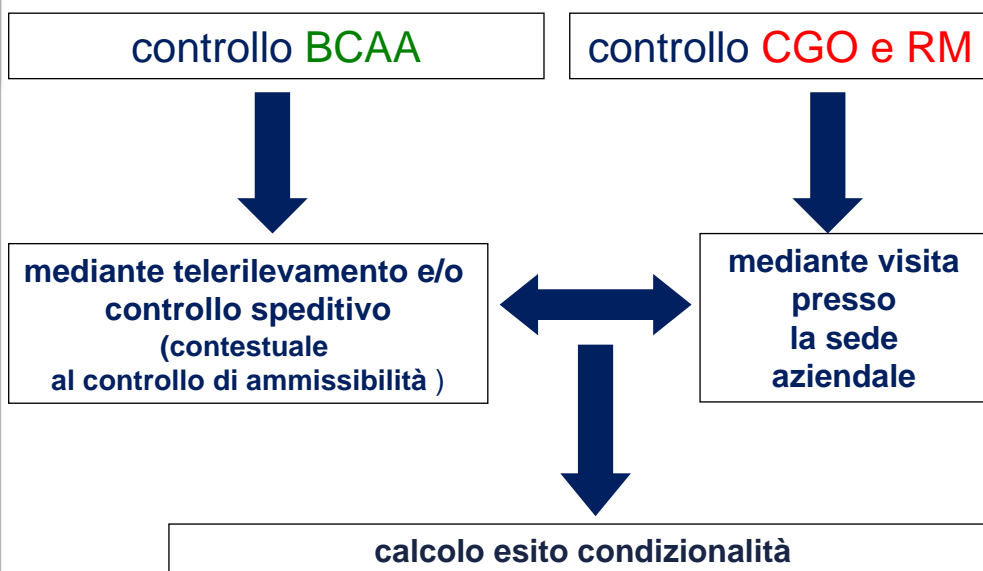 controllo BCAA
controllo CGO e RM
mediante telerilevamento e/o
controllo speditivo
(contestuale
al controllo di ammissibilità )
mediante visita
presso
la sede
aziendale
calcolo esito condizionalità